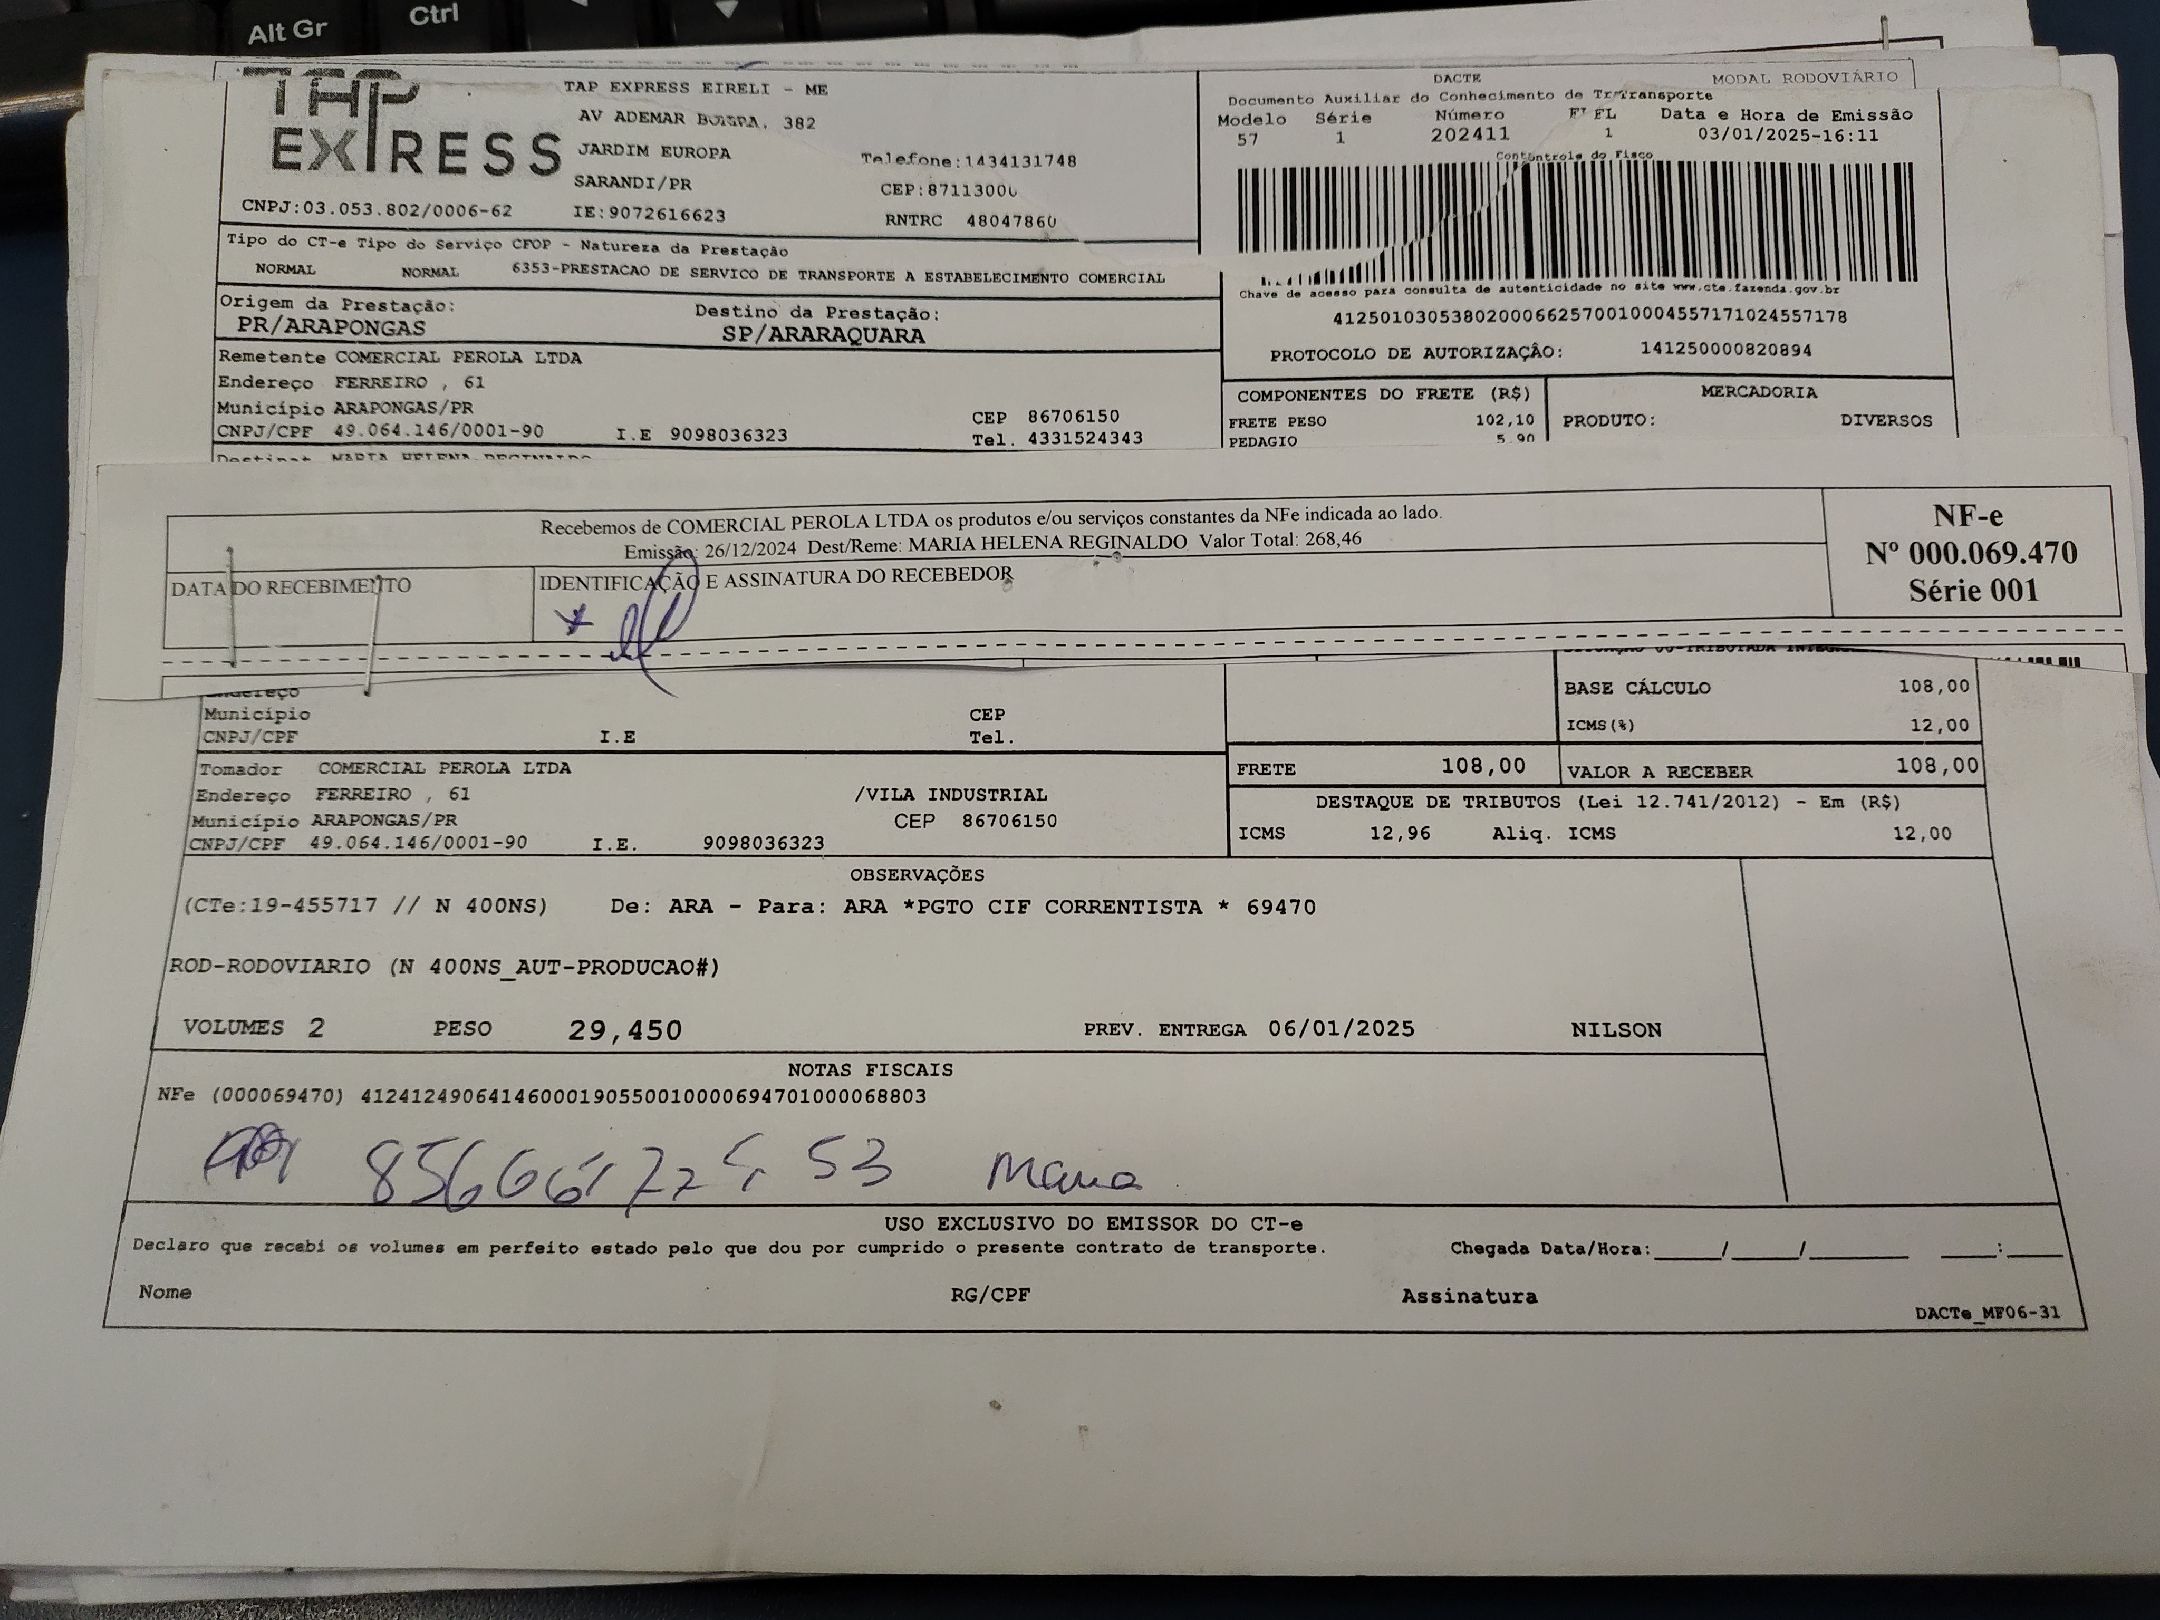 Alt Gr
Ctrl
TAP
EXPRESS
TAP EXPRESS EIRELI - ME
AV ADEMAR 382
JARDIM EUROPA
SARANDI/PR
Telefone:1434131748
CEP:87113000
CNPJ:03.053.802/0006-62 IE:9072616623 RNTRC 48047860
DACTE MODAL RODOVIÁRIO
Documento Auxiliar do Conhecimento de Transporte
Modelo Série Número FL Data e Hora de Emissão
57 1 202411 1 03/01/2025-16:11
Controle do Fisco
Chave de acesso para consulta de autenticidade no site www.cte.fazenda.gov.br
41250103053802000662570010004557171024557178
PROTOCOLO DE AUTORIZAÇÃO: 141250000820894
Tipo do CT-e Tipo do Serviço CFOP - Natureza da Prestação
NORMAL NORMAL 6353-PRESTACAO DE SERVICO DE TRANSPORTE A ESTABELECIMENTO COMERCIAL
Origem da Prestação: Destino da Prestação:
PR/ARAPONGAS SP/ARARAQUARA
Remetente COMERCIAL PEROLA LTDA
Endereço FERREIRO , 61
Município ARAPONGAS/PR CEP 86706150
CNPJ/CPF 49.064.146/0001-90 I.E 9098036323 Tel. 4331524343
COMPONENTES DO FRETE (R$) MERCADORIA
FRETE PESO 102,10 PRODUTO: DIVERSOS
PEDAGIO 5,90
Destinat MARIA HELENA REGINALDO
Recebemos de COMERCIAL PEROLA LTDA os produtos e/ou serviços constantes da NFe indicada ao lado.
Emissão: 26/12/2024 Dest/Reme: MARIA HELENA REGINALDO Valor Total: 268,46
DATA DO RECEBIMENTO IDENTIFICAÇÃO E ASSINATURA DO RECEBEDOR
NF-e
Nº 000.069.470
Série 001
Endereço
Município CEP
CNPJ/CPF I.E Tel.
BASE CÁLCULO 108,00
ICMS(%) 12,00
FRETE 108,00 VALOR A RECEBER 108,00
Tomador COMERCIAL PEROLA LTDA
Endereço FERREIRO , 61 /VILA INDUSTRIAL
Município ARAPONGAS/PR CEP 86706150
CNPJ/CPF 49.064.146/0001-90 I.E. 9098036323
DESTAQUE DE TRIBUTOS (Lei 12.741/2012) - Em (R$)
ICMS 12,96 Aliq. ICMS 12,00
OBSERVAÇÕES
(CTe:19-455717 // N 400NS) De: ARA - Para: ARA *PGTO CIF CORRENTISTA * 69470
ROD-RODOVIARIO (N 400NS_AUT-PRODUCAO#)
VOLUMES 2 PESO 29,450 PREV. ENTREGA 06/01/2025 NILSON
NOTAS FISCAIS
NFe (000069470) 41241249064146000190550010000694701000068803
53 Maria
USO EXCLUSIVO DO EMISSOR DO CT-e
Declaro que recebi os volumes em perfeito estado pelo que dou por cumprido o presente contrato de transporte. Chegada Data/Hora:____/____/______ ___:___
Nome RG/CPF Assinatura
DACTe_MF06-31